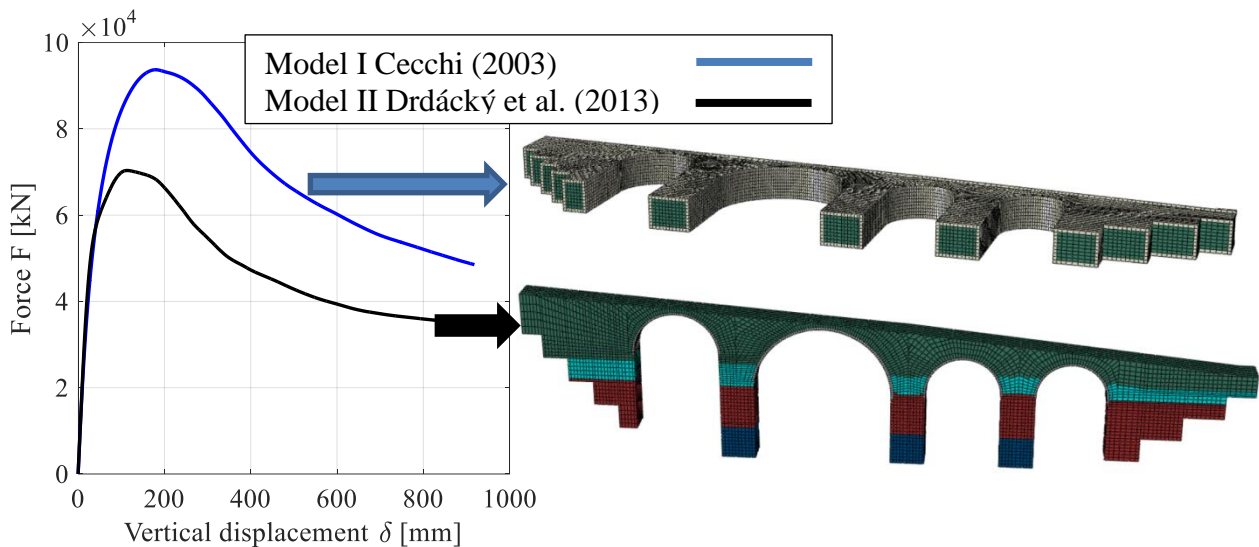 ×10⁴
10
8
6
4
2
0
Force F [kN]
0 200 400 600 800 1000
Vertical displacement δ [mm]
Model I Cecchi (2003)
Model II Drdácký et al. (2013)